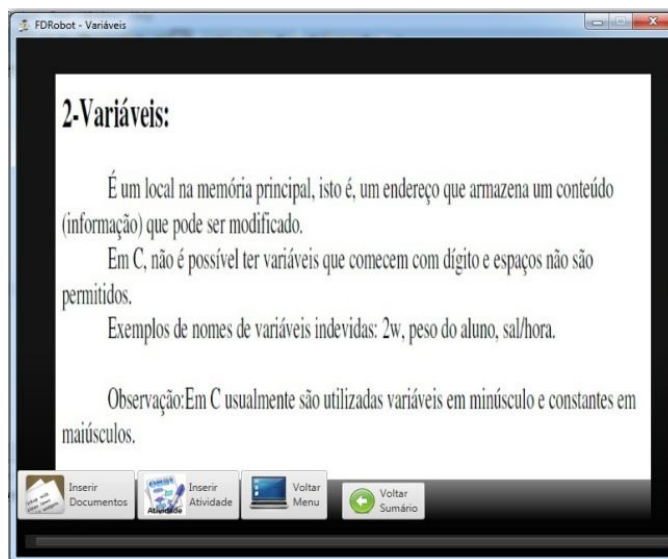 FDRobot - Variáveis
2-Variáveis:
É um local na memória principal, isto é, um endereço que armazena um conteúdo
(informação) que pode ser modificado.
Em C, não é possível ter variáveis que comecem com dígito e espaços não são
permitidos.
Exemplos de nomes de variáveis indevidas: 2w, peso do aluno, sal/hora.
Observação:Em C usualmente são utilizadas variáveis em minúsculo e constantes em
maiúsculos.
Inserir
Documentos
Atividade
Inserir
Atividade
Voltar
Menu
Voltar
Sumário